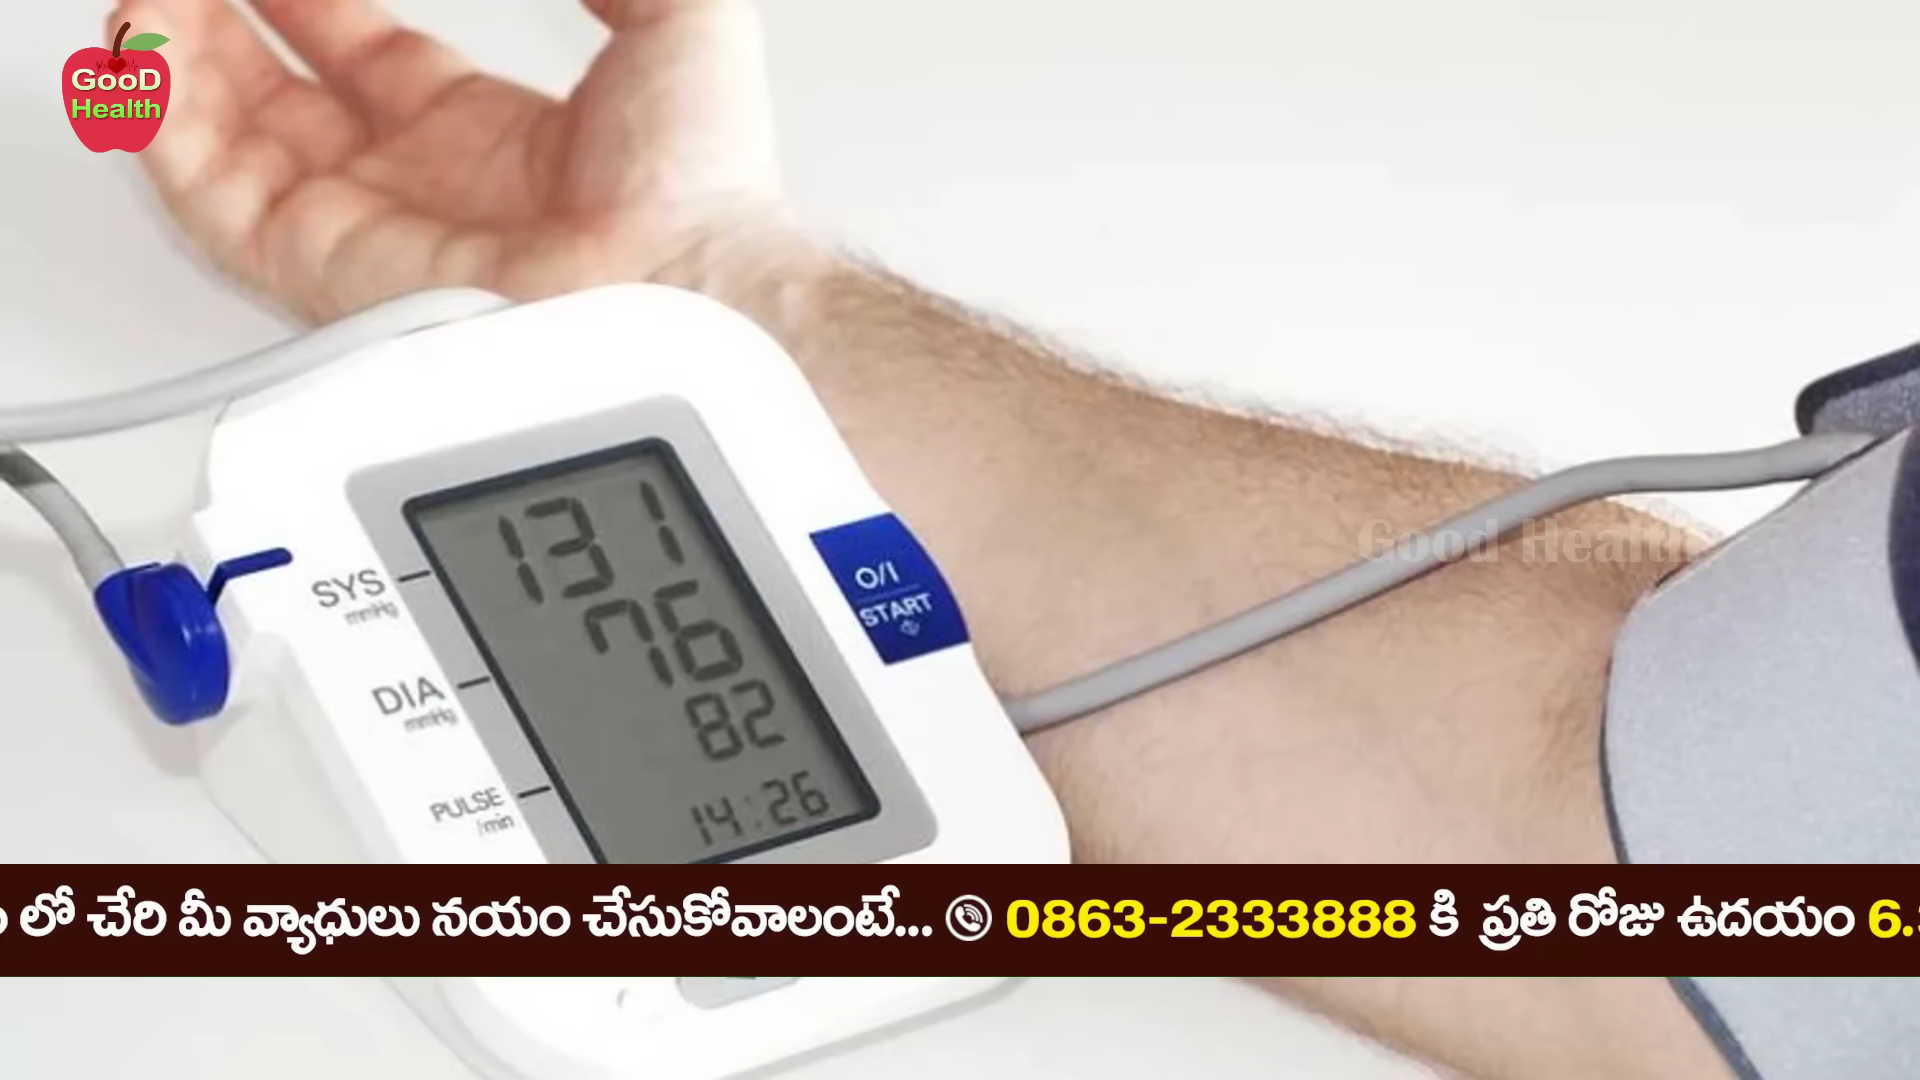 GooD
Health
131
SYS
mmHg
76
DIA
mmHg
82
PULSE
/min
14:26
O/I
START
Good Health
లో చేరి మీ వ్యాధులు నయం చేసుకోవాలంటే... 0863-2333888 కి ప్రతి రోజు ఉదయం 6.